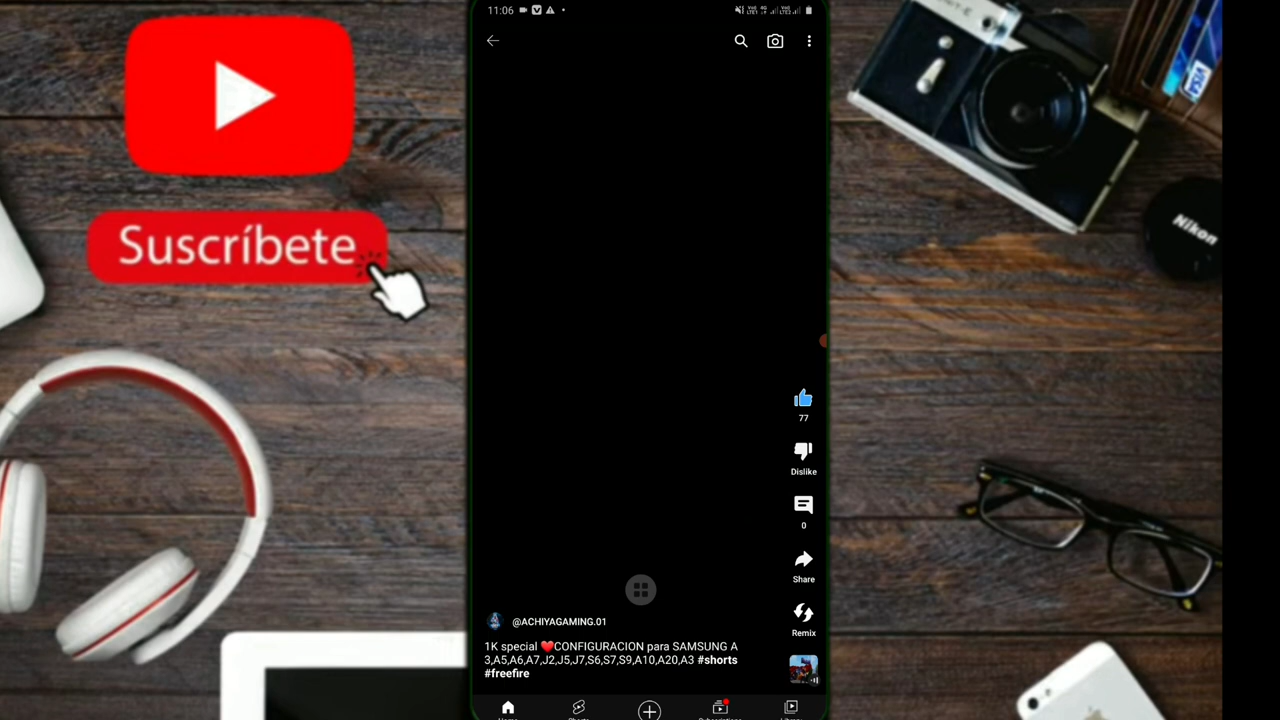 11:06
Suscríbete
Nikon
77
Dislike
0
Share
@ACHIYAGAMING.01
Remix
1K special ❤️CONFIGURACION para SAMSUNG A
3,A5,A6,A7,J2,J5,J7,S6,S7,S9,A10,A20,A3 #shorts
#freefire